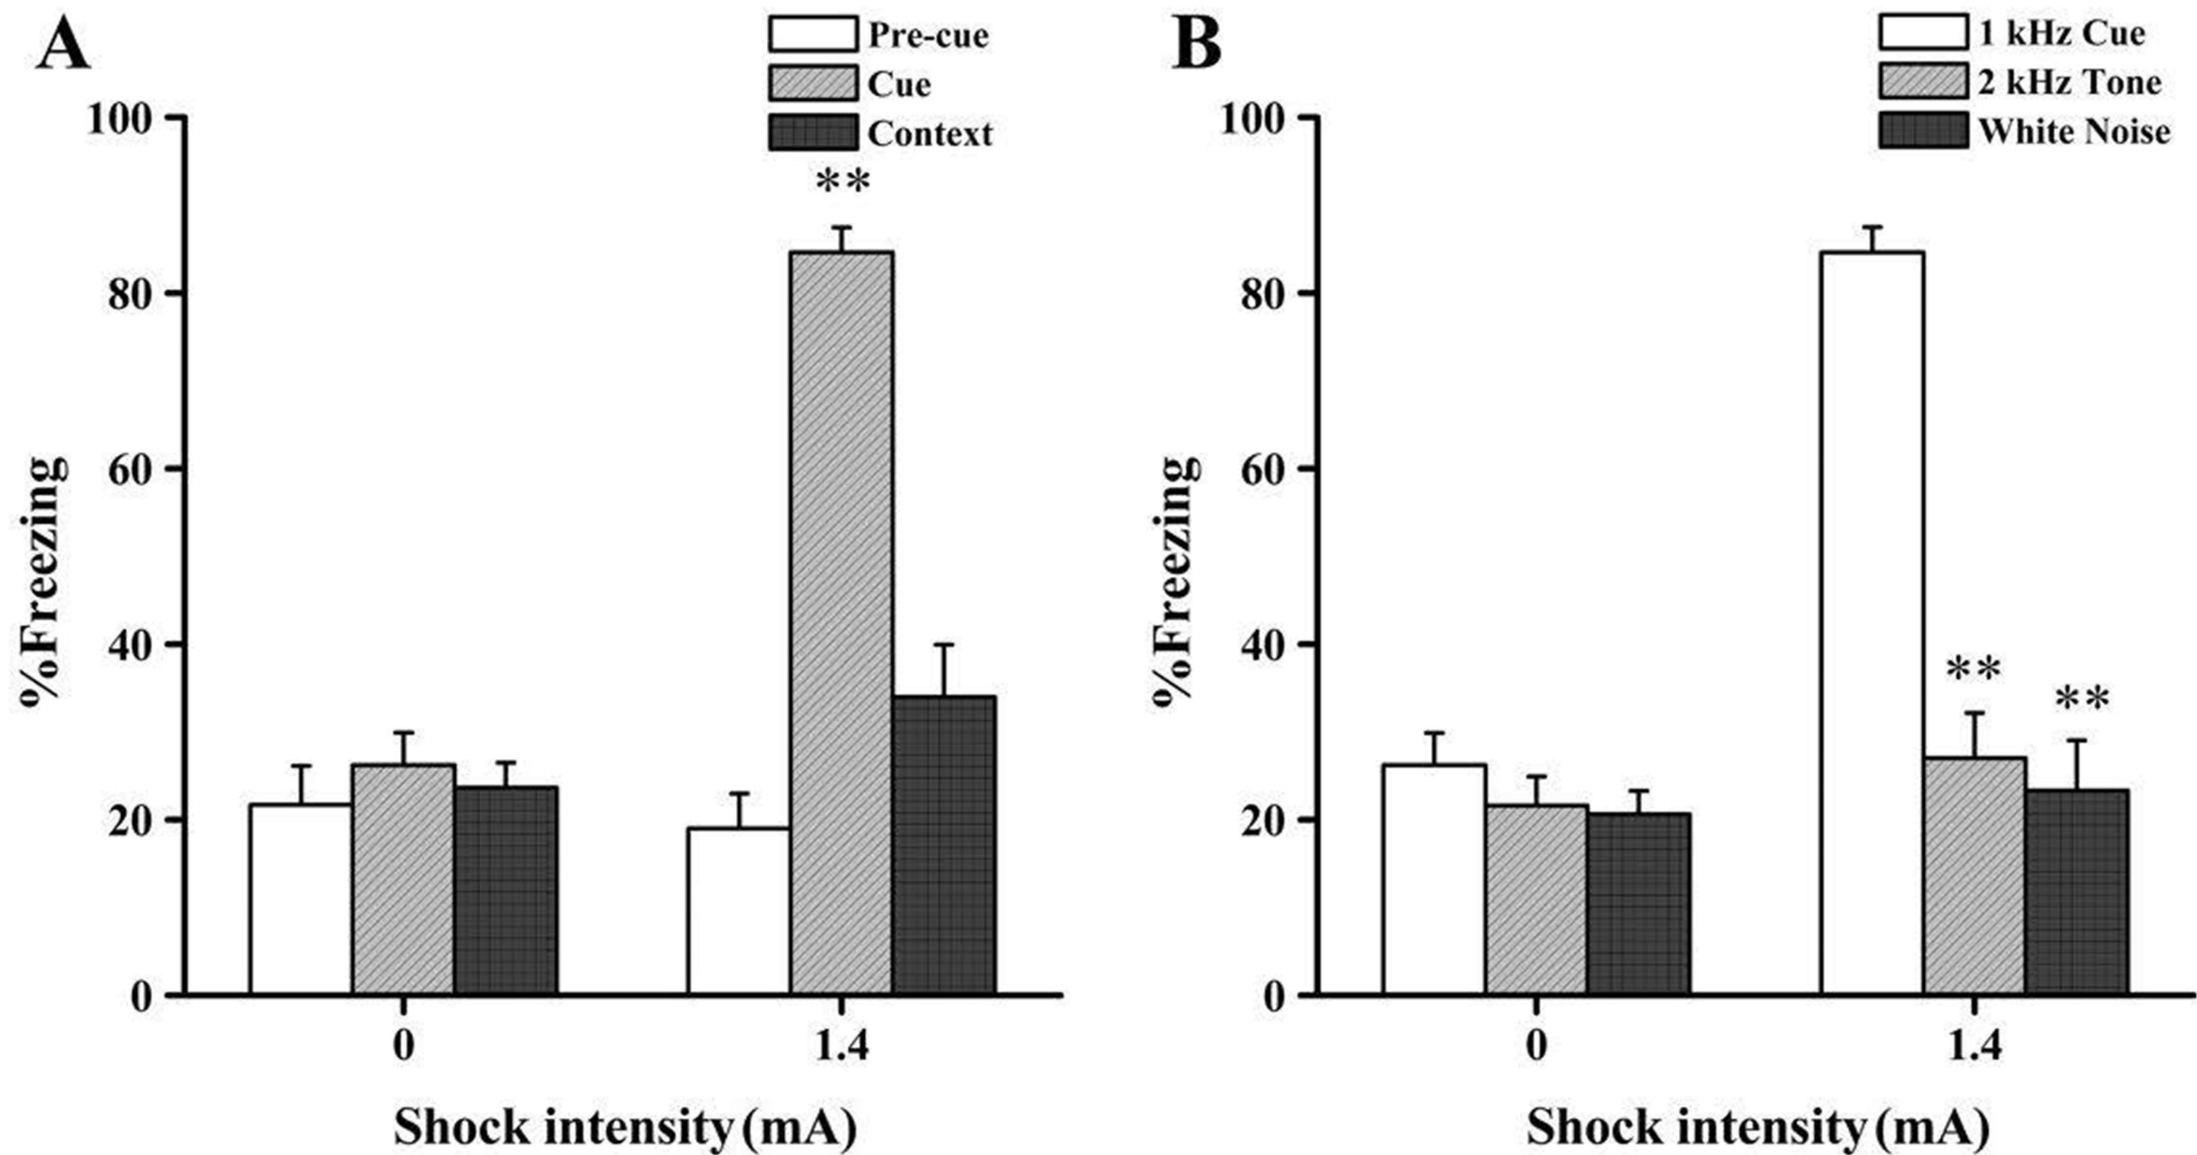 A
Pre-cue
Cue
Context
**
100
80
60
40
20
0
%Freezing
0
1.4
Shock intensity (mA)
B
1 kHz Cue
2 kHz Tone
White Noise
100
80
60
40
20
0
%Freezing
**
**
0
1.4
Shock intensity (mA)